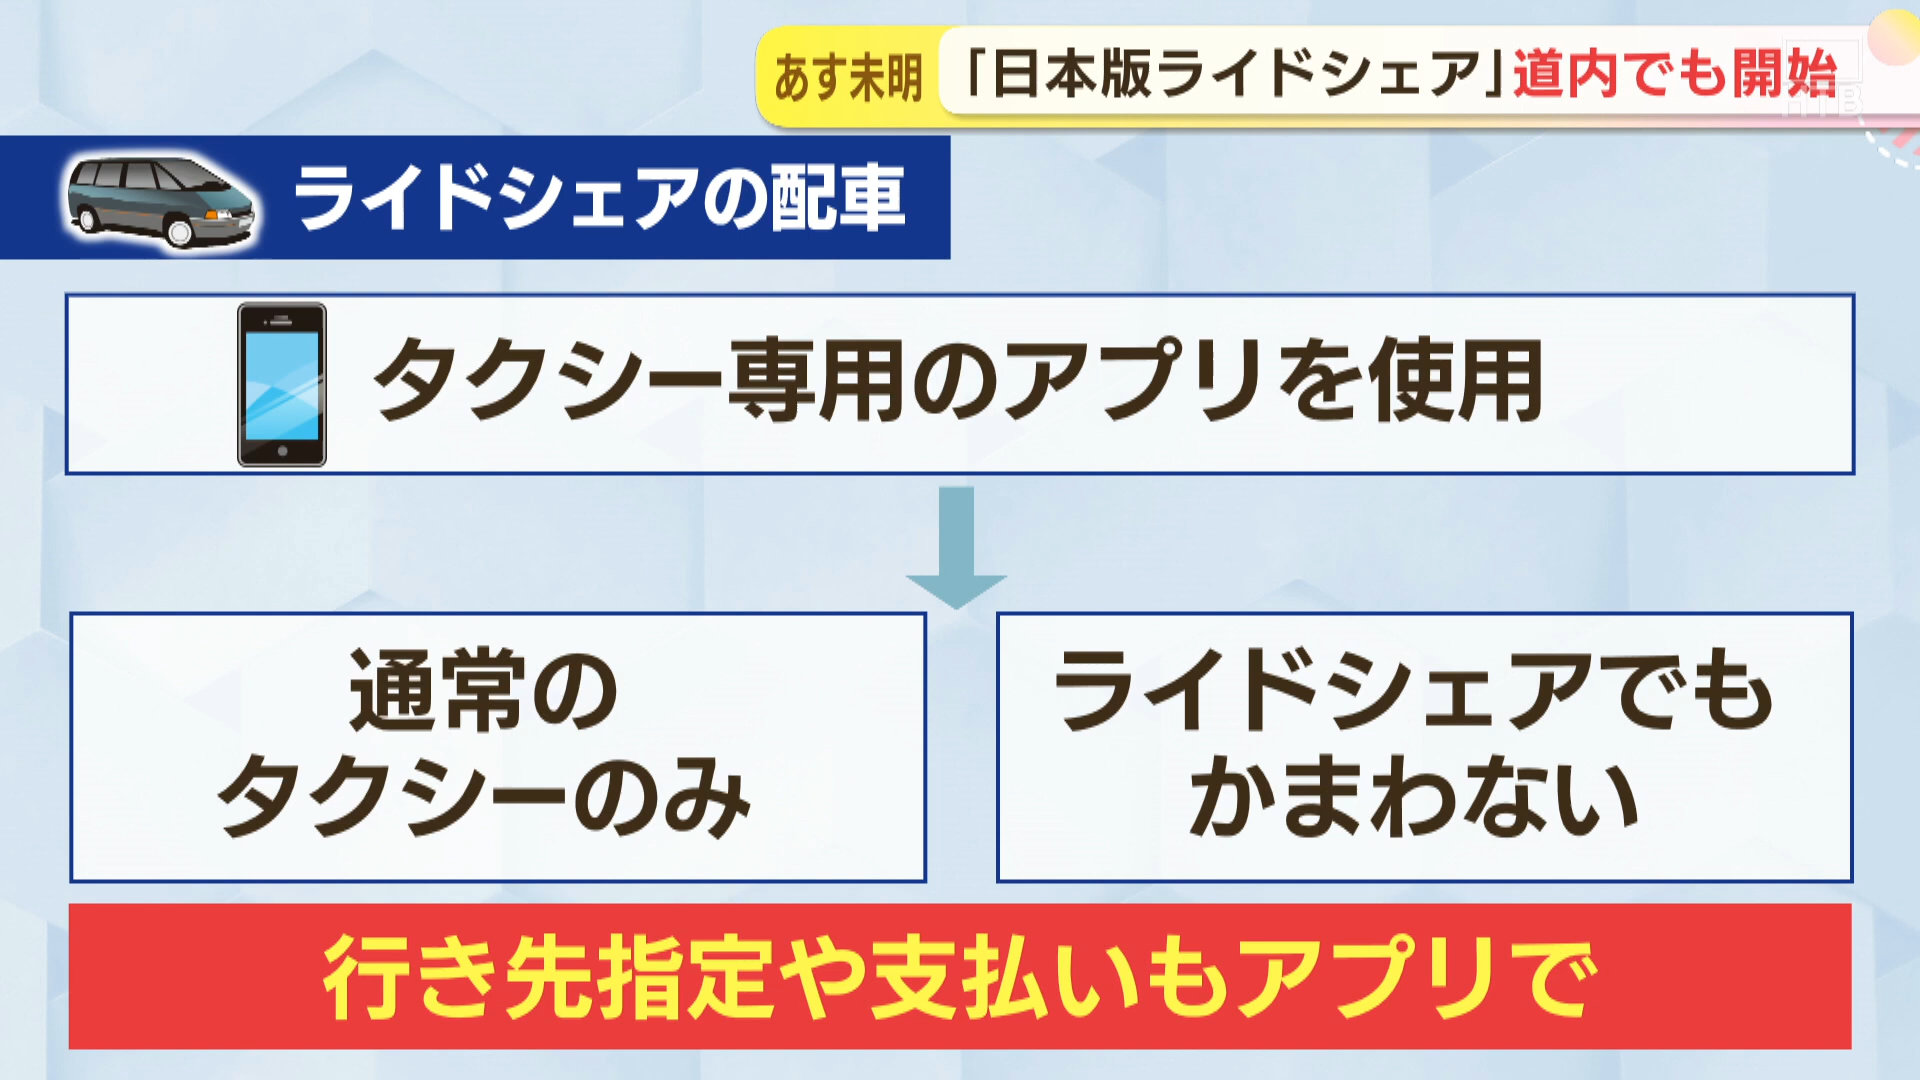 あす未明
「日本版ライドシェア」道内でも開始
HTB
ライドシェアの配車
タクシー専用のアプリを使用
通常の
タクシーのみ
ライドシェアでも
かまわない
行き先指定や支払いもアプリで